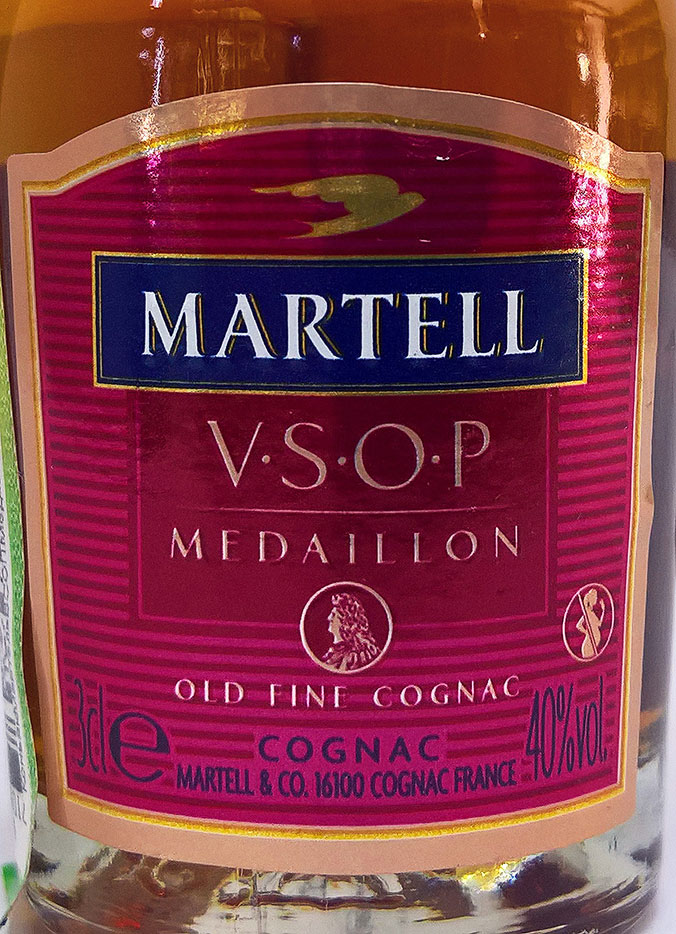 MARTELL
V·S·O·P
MEDAILLON
OLD FINE COGNAC
3cl e
COGNAC
40%vol.
MARTELL & CO. 16100 COGNAC FRANCE